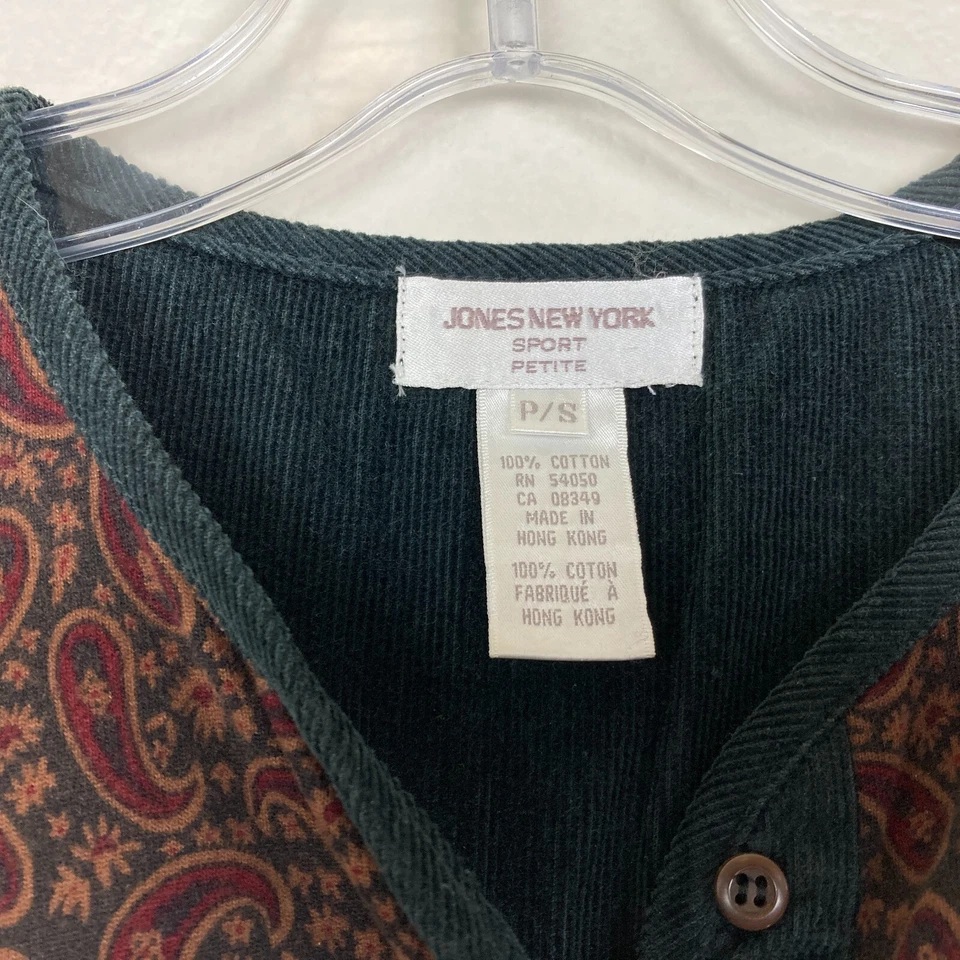 JONES NEW YORK
SPORT
PETITE
P/S
100% COTTON
RN 54050
CA 08349
MADE IN
HONG KONG
100% COTON
FABRIQUÉ À
HONG KONG